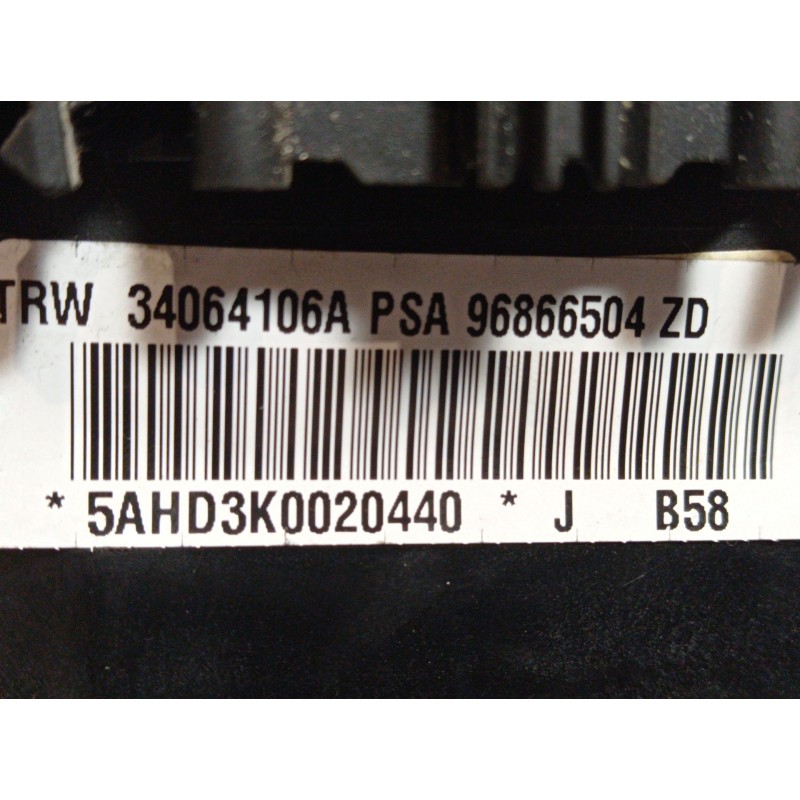 TRW 34064106A PSA 96866504 ZD
* 5AHD3K0020440 * J B58